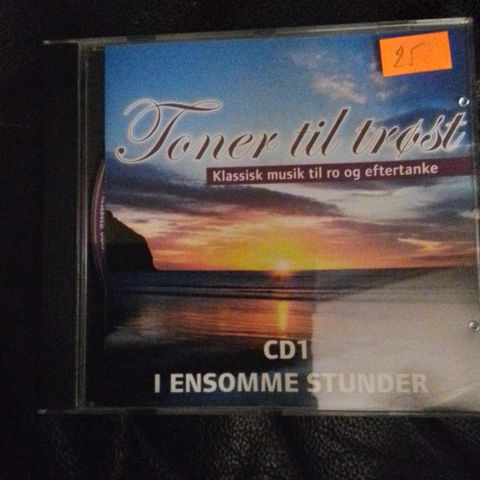 25
Toner til trøst
Klassisk musik til ro og eftertanke
CD1
I ENSOMME STUNDER